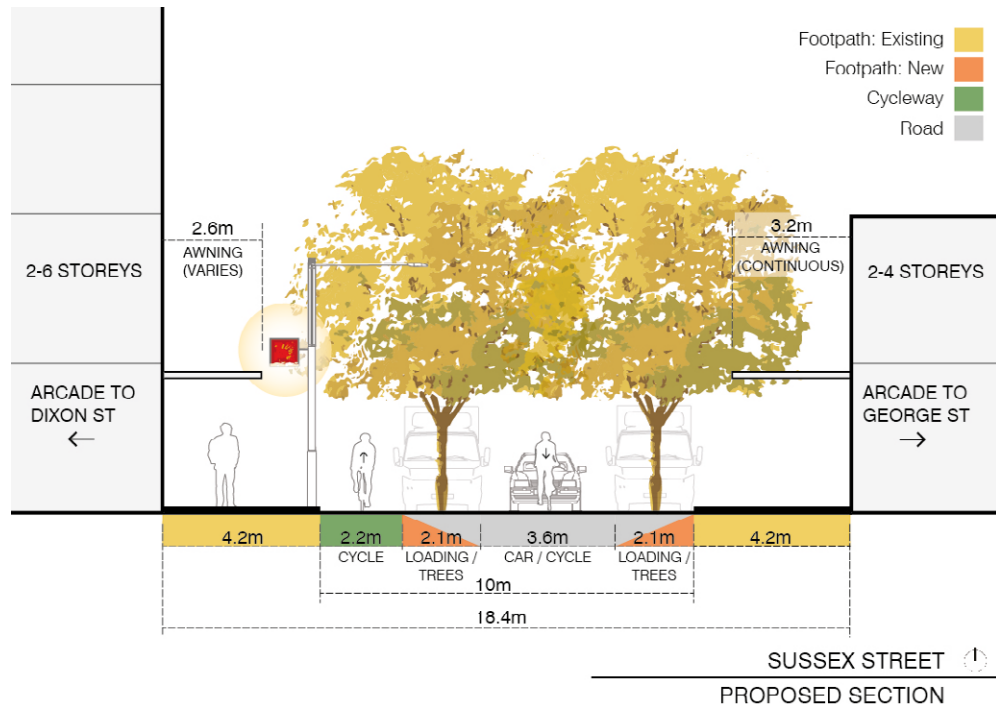 Footpath: Existing
Footpath: New
Cycleway
Road
2.6m
AWNING
(VARIES)
3.2m
AWNING
(CONTINUOUS)
2-6 STOREYS
2-4 STOREYS
ARCADE TO
DIXON ST
←
ARCADE TO
GEORGE ST
→
4.2m
2.2m
2.1m
3.6m
2.1m
4.2m
CYCLE
LOADING /
TREES
CAR / CYCLE
LOADING /
TREES
10m
18.4m
SUSSEX STREET
PROPOSED SECTION